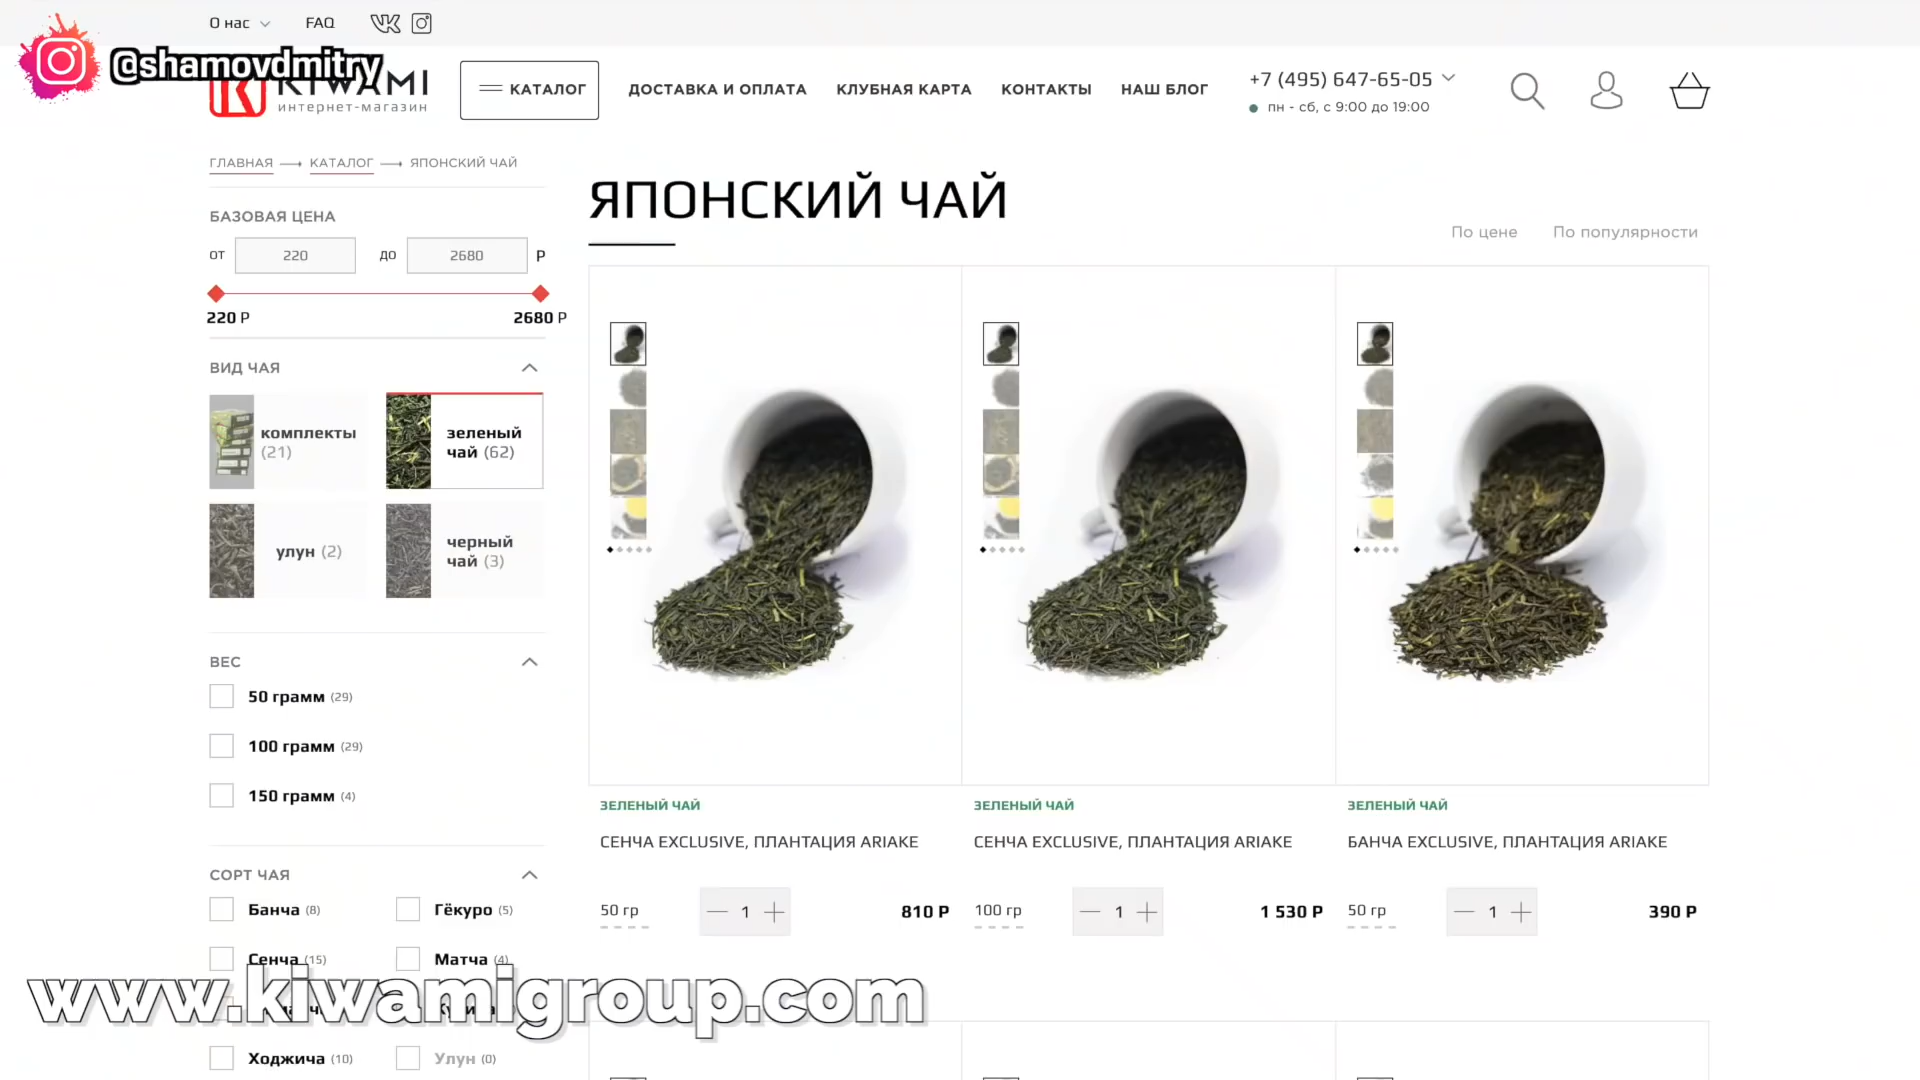 О нас
FAQ
@shamovdmitry
KIWAMI
интернет-магазин
КАТАЛОГ
ДОСТАВКА И ОПЛАТА
КЛУБНАЯ КАРТА
КОНТАКТЫ
НАШ БЛОГ
+7 (495) 647-65-05
пн - сб, с 9:00 до 19:00
ГЛАВНАЯ
КАТАЛОГ
ЯПОНСКИЙ ЧАЙ
БАЗОВАЯ ЦЕНА
от 220 до 2680 Р
220 Р
2680 Р
ВИД ЧАЯ
комплекты
(21)
зеленый
чай (62)
улун (2)
черный
чай (3)
ВЕС
50 грамм (29)
100 грамм (29)
150 грамм (4)
СОРТ ЧАЯ
Банча (8)
Гёкуро (5)
Сенча (15)
Матча (4)
www.kiwamigroup.com
Ходжича (10)
Улун (0)
ЯПОНСКИЙ ЧАЙ
По цене
По популярности
ЗЕЛЕНЫЙ ЧАЙ
СЕНЧА EXCLUSIVE, ПЛАНТАЦИЯ ARIAKE
50 гр
1
810 Р
ЗЕЛЕНЫЙ ЧАЙ
СЕНЧА EXCLUSIVE, ПЛАНТАЦИЯ ARIAKE
100 гр
1
1 530 Р
ЗЕЛЕНЫЙ ЧАЙ
БАНЧА EXCLUSIVE, ПЛАНТАЦИЯ ARIAKE
50 гр
1
390 Р